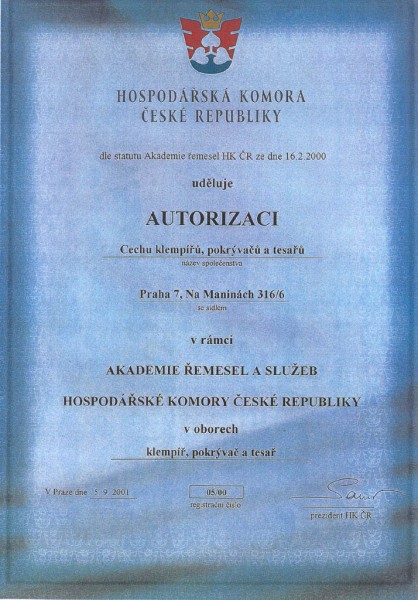 HOSPODÁŘSKÁ KOMORA
ČESKÉ REPUBLIKY
dle statutu Akademie řemesel HK ČR ze dne 16.2.2000
uděluje
AUTORIZACI
Cechu klempířů, pokrývačů a tesařů
název společenstva
Praha 7, Na Maninách 316/6
se sídlem
v rámci
AKADEMIE ŘEMESEL A SLUŽEB
HOSPODÁŘSKÉ KOMORY ČESKÉ REPUBLIKY
v oborech
klempíř, pokrývač a tesař
V Praze dne 5.9.2001
05/00
registrační číslo
prezident HK ČR